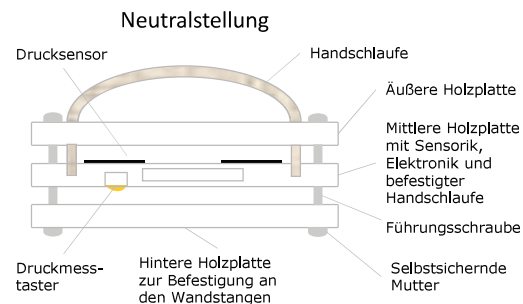 Neutralstellung
Drucksensor
Handschlaufe
Äußere Holzplatte
Mittlere Holzplatte
mit Sensorik,
Elektronik und
befestigter
Handschlaufe
Führungsschraube
Selbstsichernde
Mutter
Hintere Holzplatte
zur Befestigung an
den Wandstangen
Druckmess-
taster